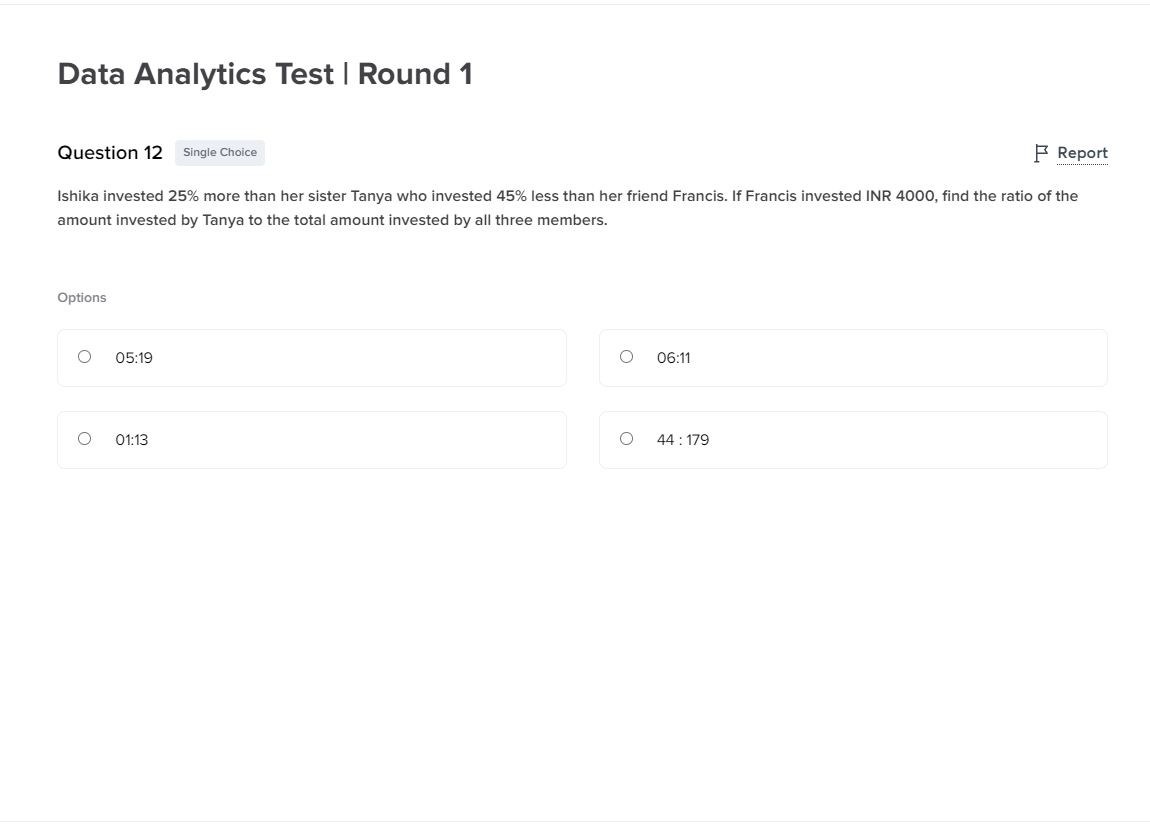 Data Analytics Test | Round 1
Question 12
Single Choice
Report
Ishika invested 25% more than her sister Tanya who invested 45% less than her friend Francis. If Francis invested INR 4000, find the ratio of the
amount invested by Tanya to the total amount invested by all three members.
Options
05:19
06:11
01:13
44 : 179